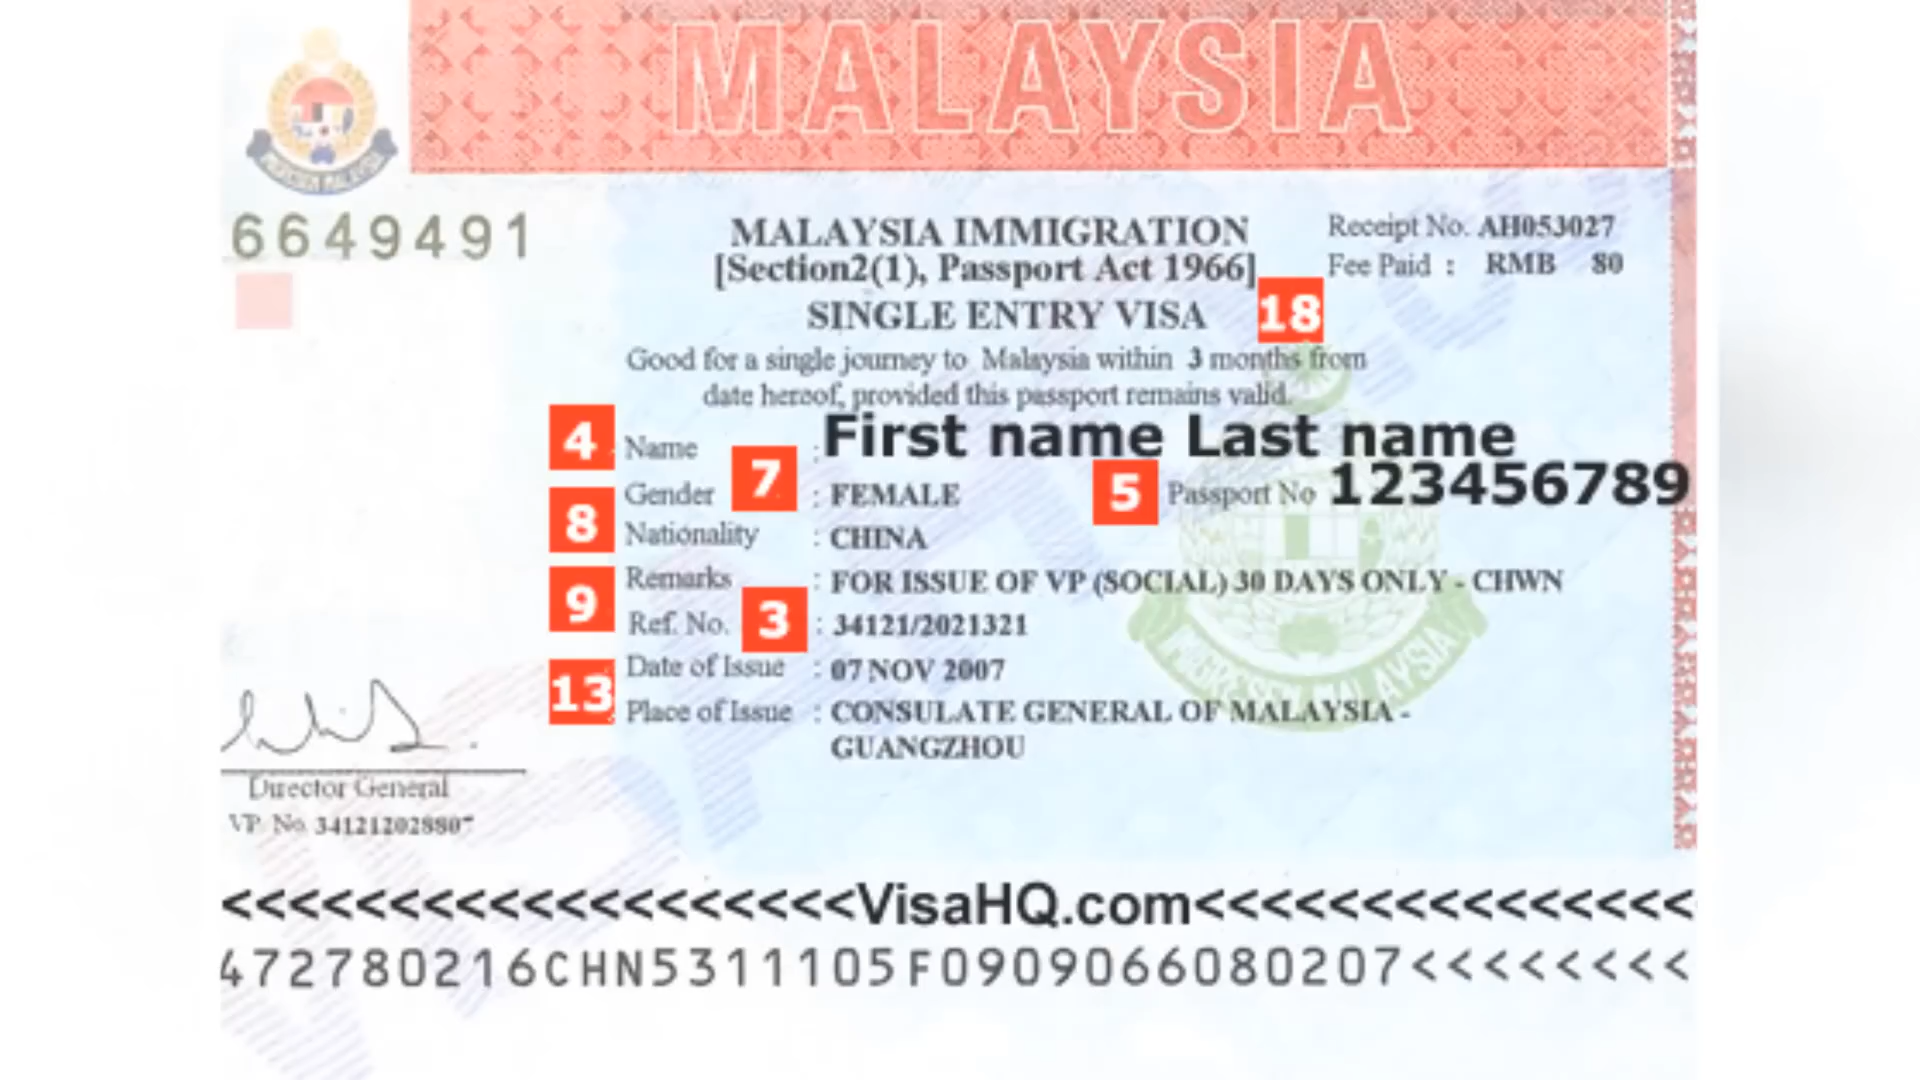 MALAYSIA
6649491
MALAYSIA IMMIGRATION
[Section2(1), Passport Act 1966]
SINGLE ENTRY VISA
18
Receipt No. AH053027
Fee Paid : RMB 80
Good for a single journey to Malaysia within 3 months from
date hereof, provided this passport remains valid.
4 Name : First name Last name
Gender 7 : FEMALE 5 Passport No 123456789
8 Nationality : CHINA
9 Remarks : FOR ISSUE OF VP (SOCIAL) 30 DAYS ONLY - CHWN
Ref. No. 3 : 34121/2021321
Date of Issue : 07 NOV 2007
13 Place of Issue : CONSULATE GENERAL OF MALAYSIA -
GUANGZHOU
Director General
VP. No. 341212028807
<<<<<<<<<<<<<<<<<<<VisaHQ.com<<<<<<<<<<<<<<<
472780216CHN5311105F0909066080207<<<<<<<<